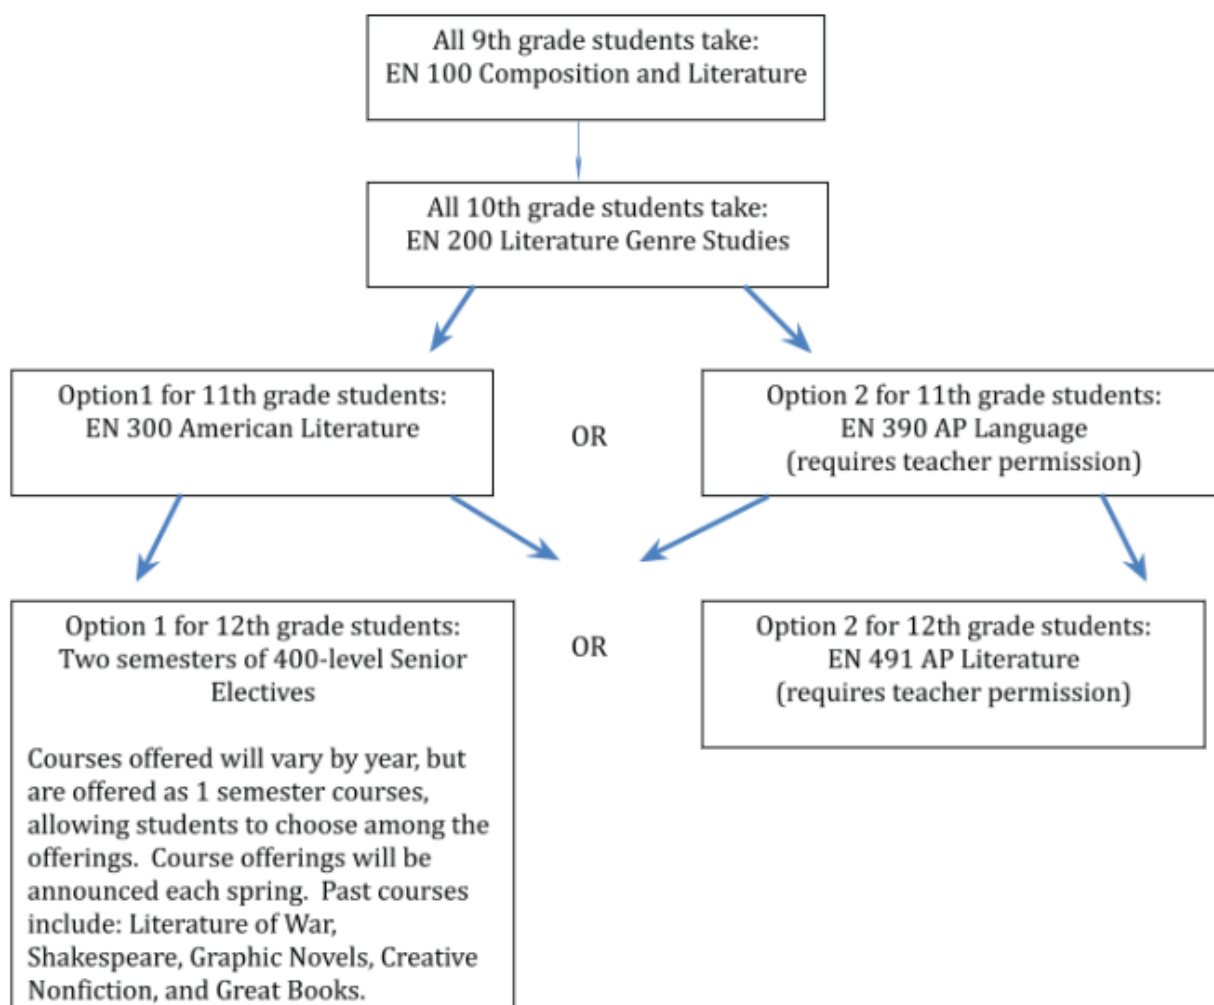 All 9th grade students take:
EN 100 Composition and Literature
All 10th grade students take:
EN 200 Literature Genre Studies
Option1 for 11th grade students:
EN 300 American Literature
OR
Option 2 for 11th grade students:
EN 390 AP Language
(requires teacher permission)
Option 1 for 12th grade students:
Two semesters of 400-level Senior
Electives
Courses offered will vary by year, but
are offered as 1 semester courses,
allowing students to choose among the
offerings.  Course offerings will be
announced each spring.  Past courses
include: Literature of War,
Shakespeare, Graphic Novels, Creative
Nonfiction, and Great Books.
OR
Option 2 for 12th grade students:
EN 491 AP Literature
(requires teacher permission)